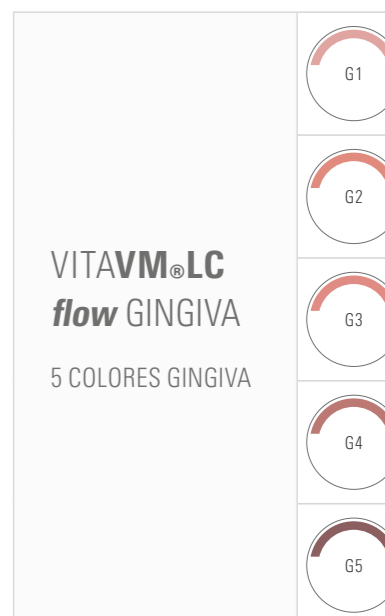 VITAVM®LC
flow GINGIVA
5 COLORES GINGIVA
G1
G2
G3
G4
G5